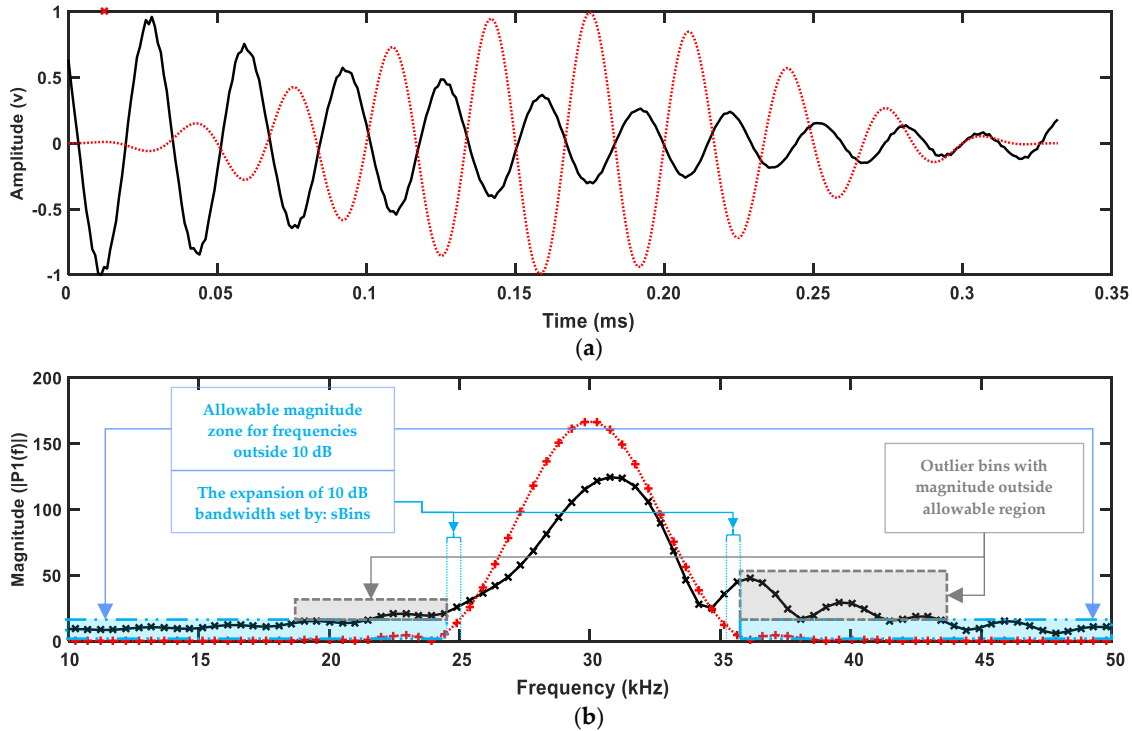 1
0.5
0
-0.5
-1
Amplitude (v)
0 0.05 0.1 0.15 0.20 0.25 0.3 0.35
Time (ms)
(a)
200
150
100
50
0
Magnitude (|P1(f)|)
Allowable magnitude
zone for frequencies
outside 10 dB
The expansion of 10 dB
bandwidth set by: sBins
Outlier bins with
magnitude outside
allowable region
10 15 20 25 30 35 40 45 50
Frequency (kHz)
(b)